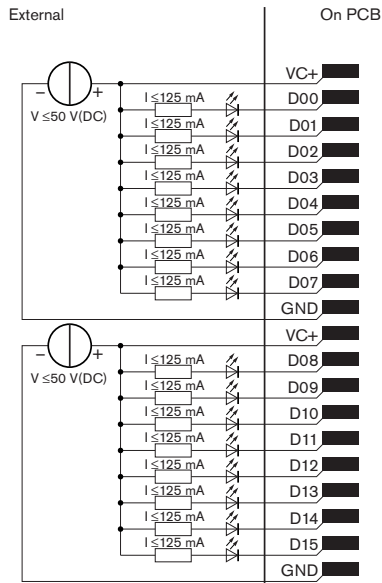 External On PCB
VC+
I ≤125 mA D00
− +
V ≤50 V(DC)
I ≤125 mA D01
I ≤125 mA D02
I ≤125 mA D03
I ≤125 mA D04
I ≤125 mA D05
I ≤125 mA D06
I ≤125 mA D07
GND
VC+
− +
I ≤125 mA D08
V ≤50 V(DC)
I ≤125 mA D09
I ≤125 mA D10
I ≤125 mA D11
I ≤125 mA D12
I ≤125 mA D13
I ≤125 mA D14
I ≤125 mA D15
GND